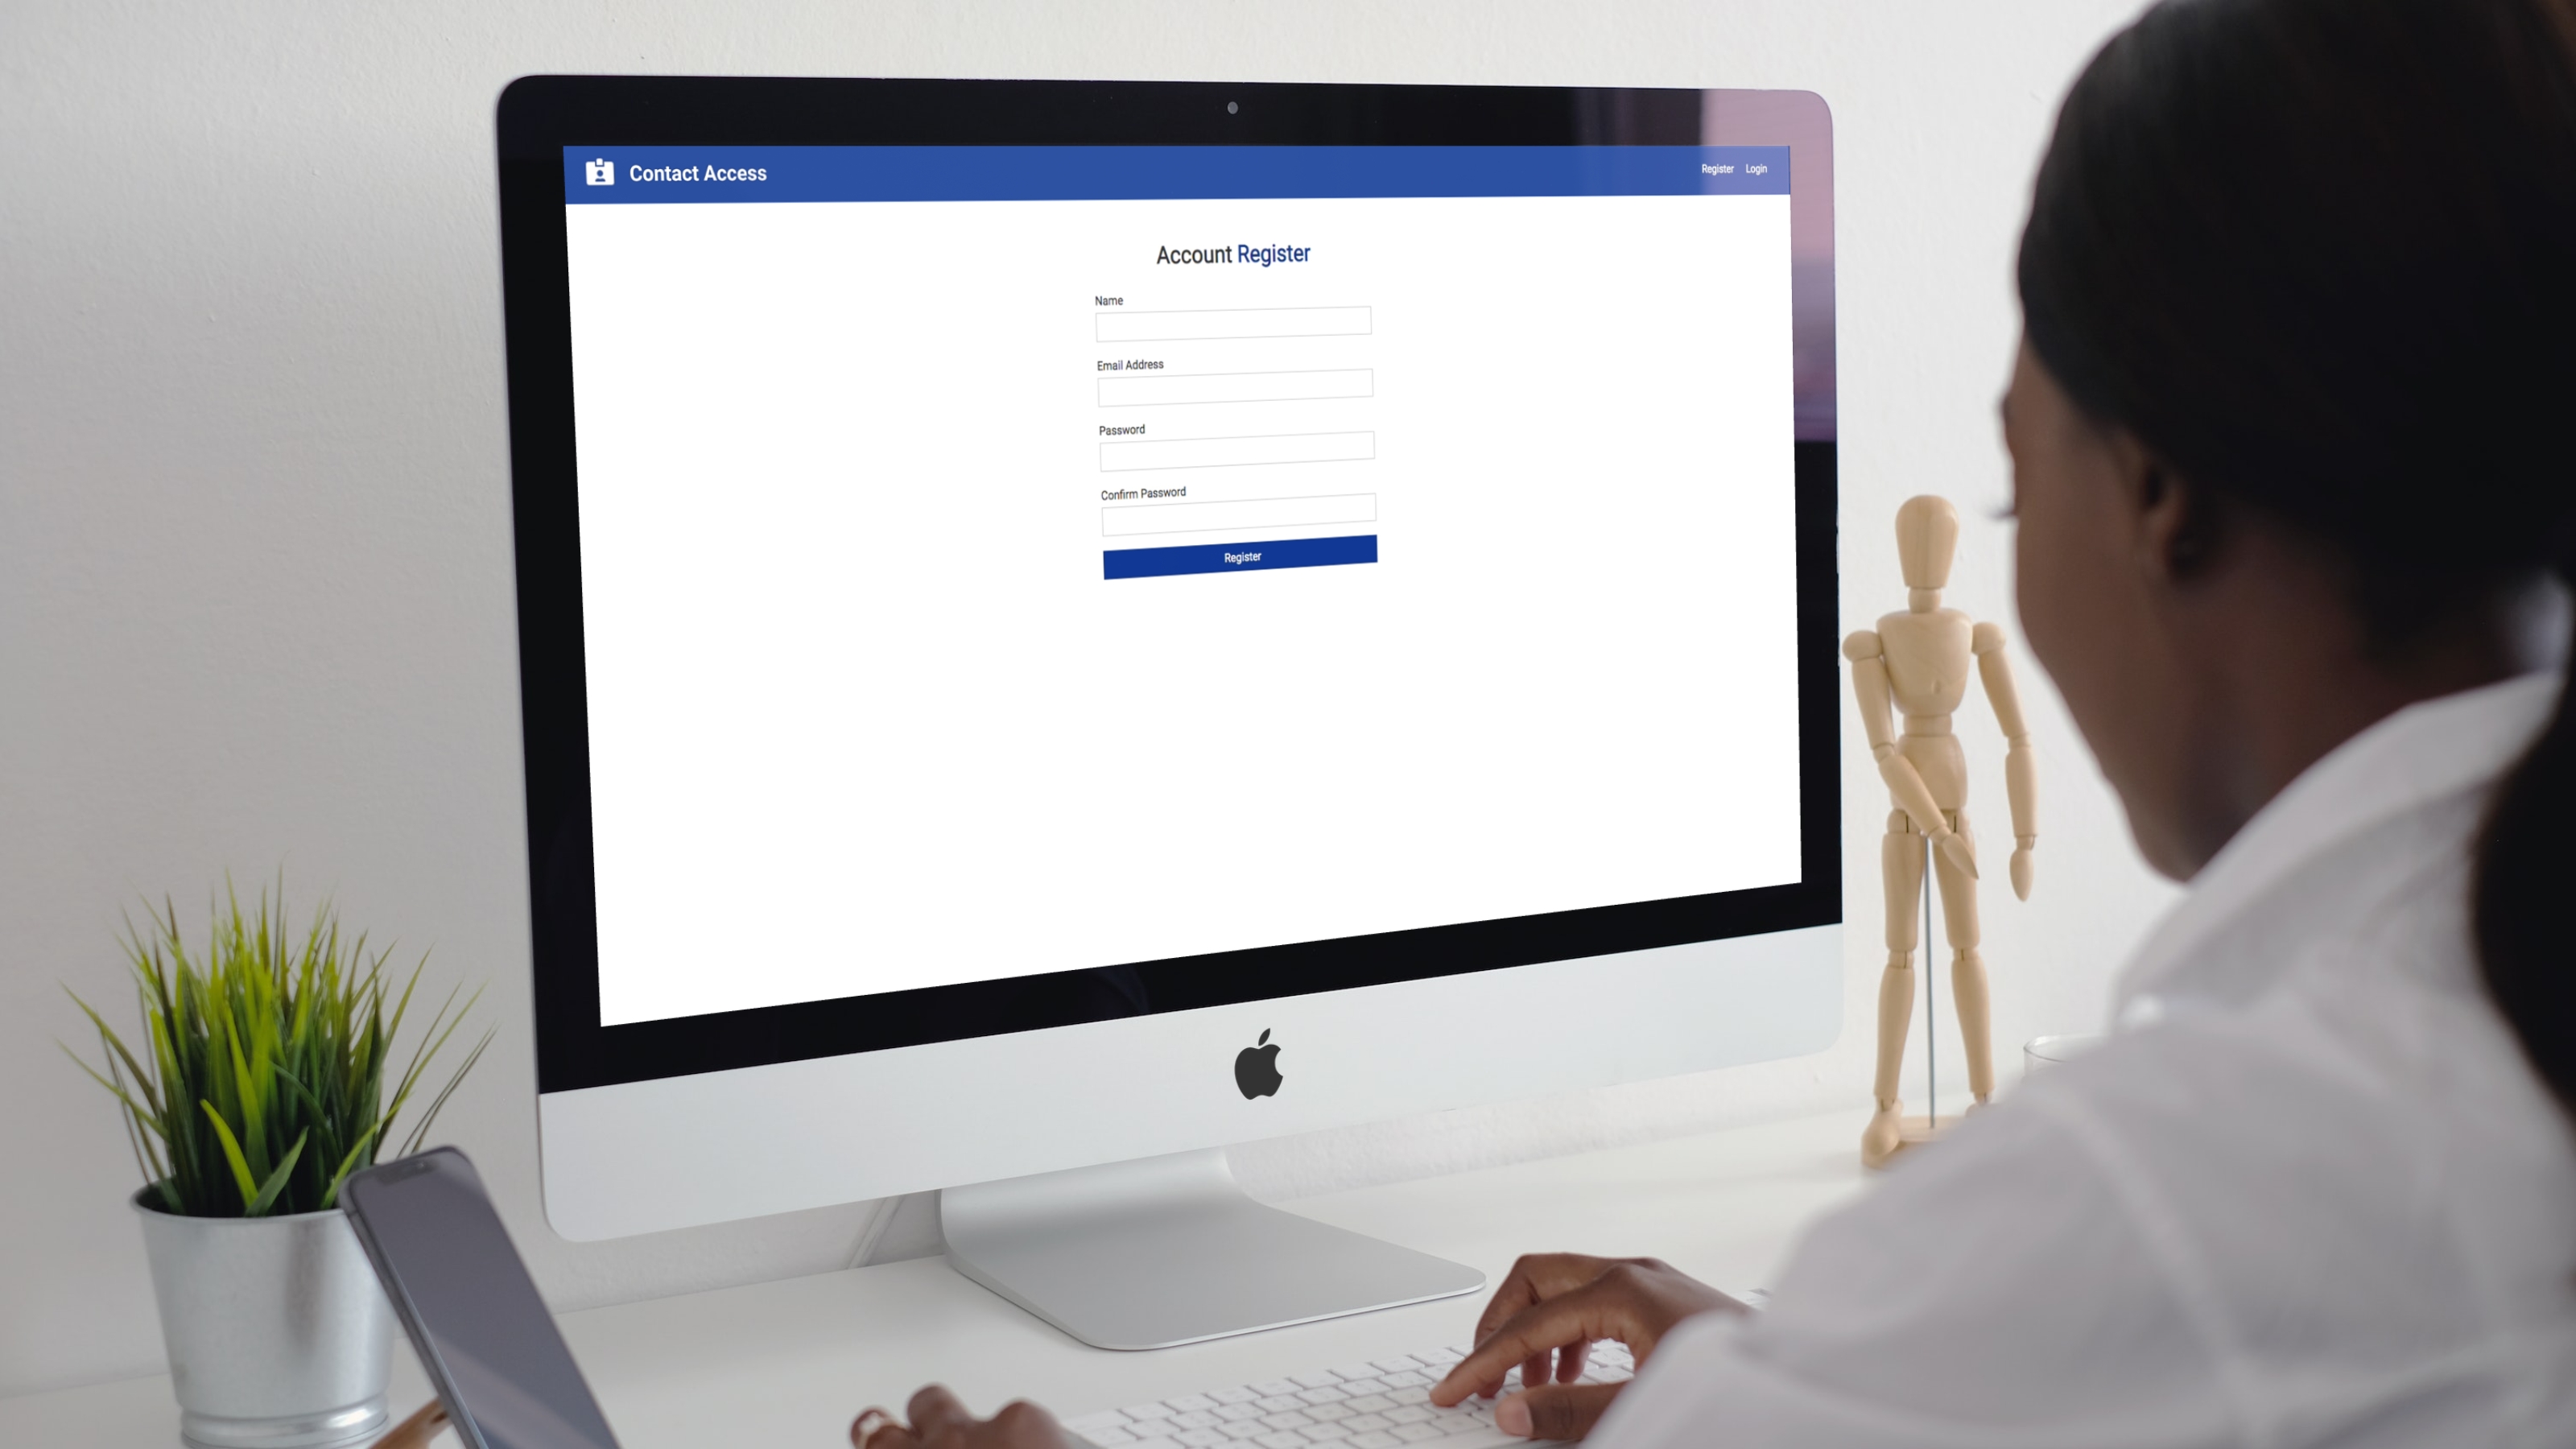 Contact Access
Register Login
Account Register
Name
Email Address
Password
Confirm Password
Register